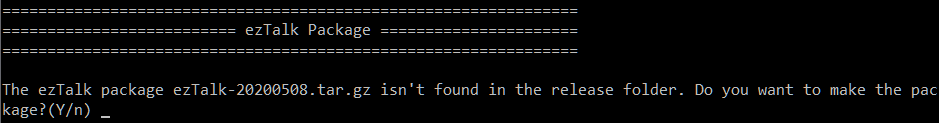 ================================================================
========================== ezTalk Package ======================
================================================================
The ezTalk package ezTalk-20200508.tar.gz isn't found in the release folder. Do you want to make the pac
kage?(Y/n) _